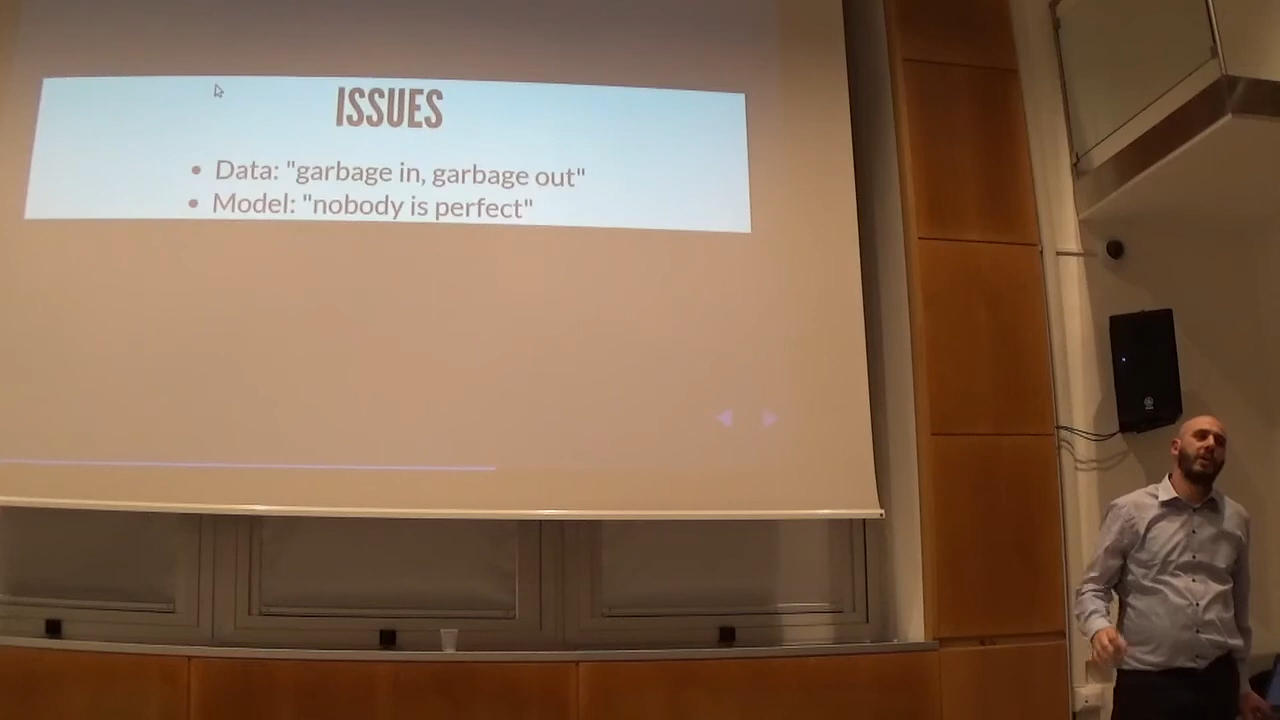 ISSUES
• Data: "garbage in, garbage out"
• Model: "nobody is perfect"